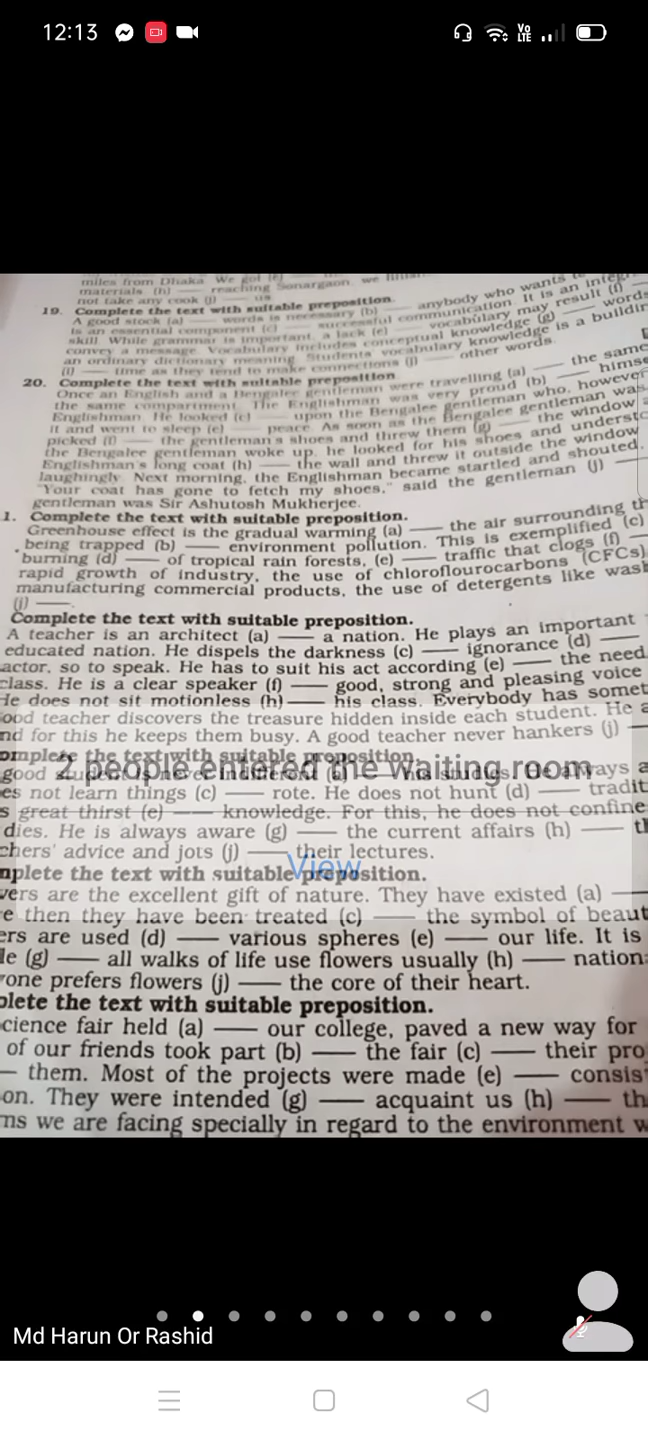 12:13
Vo
LTE
miles from Dhaka. We got (g)
materials. (h) — reaching Sonargaon, we
not take any cook (j) — us
19. Complete the text with suitable preposition.
A good stock (a) — words is necessary (b) — anybody who wants
is an essential component (c) — successful communication. It is an
skill. While grammar is important, a lack (e) — vocabulary may result (f) —
convey a message. Vocabulary includes conceptual knowledge (g) — words
an ordinary dictionary meaning. Students vocabulary knowledge is a
(i) — time as they tend to make connections (j) — other words.
20. Complete the text with suitable preposition
Once an English and a Bengalee gentleman were travelling (a) — the same
the same compartment. The Englishman was very proud (b) —
Englishman. He looked (c) — upon the Bengalee gentleman who, however
it and went to sleep (e) — peace. As soon as the Bengalee gentleman was
picked (f) — the gentleman's shoes and threw them (g) — the window
the Bengalee gentleman woke up, he looked for his shoes and
Englishman's long coat (h) — the wall and threw it outside the window
laughingly. Next morning, the Englishman became startled and shouted,
"Your coat has gone to fetch my shoes," said the gentleman (j) —
gentleman was Sir Ashutosh Mukherjee.
1. Complete the text with suitable preposition.
Greenhouse effect is the gradual warming (a) — the air surrounding th
being trapped (b) — environment pollution. This is exemplified (c)
burning (d) — of tropical rain forests, (e) — traffic that clogs (f) —
rapid growth of industry, the use of chloroflourocarbons (CFCs)
manufacturing commercial products, the use of detergents like wash
(j) —.
Complete the text with suitable preposition.
A teacher is an architect (a) — a nation. He plays an important
educated nation. He dispels the darkness (c) — ignorance (d) —
actor, so to speak. He has to suit his act according (e) — the need
class. He is a clear speaker (f) — good, strong and pleasing voice
He does not sit motionless (h) — his class. Everybody has somet
ood teacher discovers the treasure hidden inside each student. He a
nd for this he keeps them busy. A good teacher never hankers (j) —
omplete the text with suitable preposition.
2 people entered the waiting room
good student is never indifferent (a) — his studies. He always a
es not learn things (c) — rote. He does not hunt (d) — tradit
s great thirst (e) — knowledge. For this, he does not confine
dies. He is always aware (g) — the current affairs (h) — th
chers' advice and jots (j) — their lectures.
View
nplete the text with suitable preposition.
vers are the excellent gift of nature. They have existed (a) —
e then they have been treated (c) — the symbol of beaut
ers are used (d) — various spheres (e) — our life. It is
le (g) — all walks of life use flowers usually (h) — nation
one prefers flowers (j) — the core of their heart.
plete the text with suitable preposition.
cience fair held (a) — our college, paved a new way for
of our friends took part (b) — the fair (c) — their pro
— them. Most of the projects were made (e) — consis
on. They were intended (g) — acquaint us (h) — th
ms we are facing specially in regard to the environment w
Md Harun Or Rashid